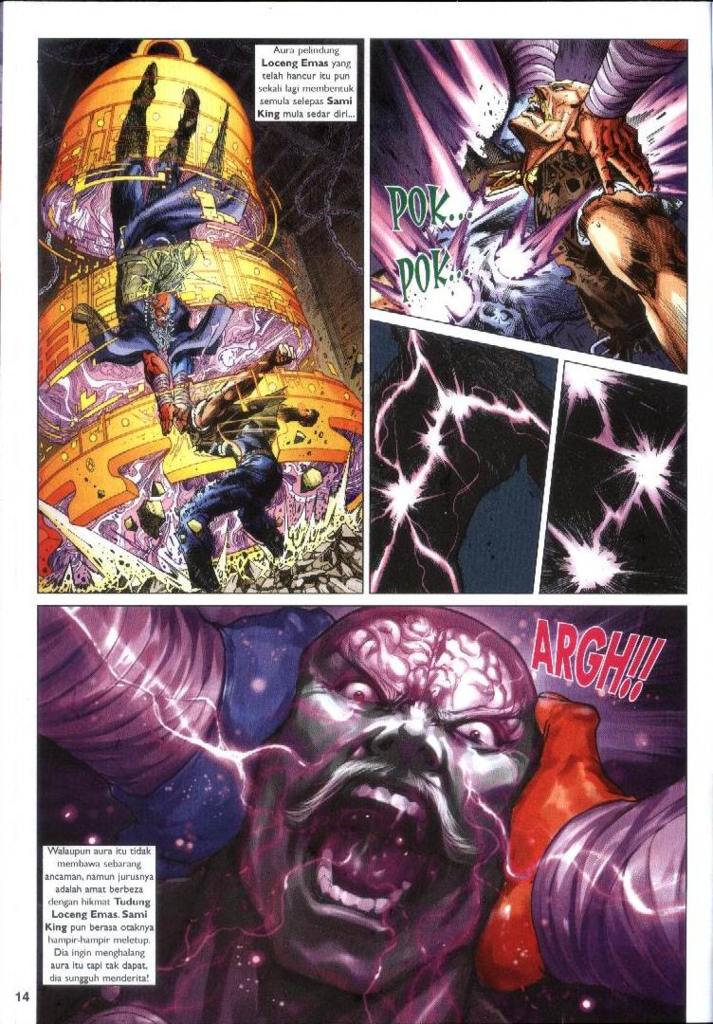 Aura pelindung
Loceng Emas yang
telah hancur itu pun
sekali lagi membentuk
semula selepas Sami
King mula sedar diri...
POK...
POK...
ARGH!!
Walaupun aura itu tidak
membawa sebarang
ancaman, namun jurusnya
adalah amat berbeza
dengan hikmat Tudung
Loceng Emas. Sami
King pun berasa otaknya
hampir-hampir meletup.
Dia ingin menghalang
aura itu tapi tak dapat,
dia sungguh menderita!
14